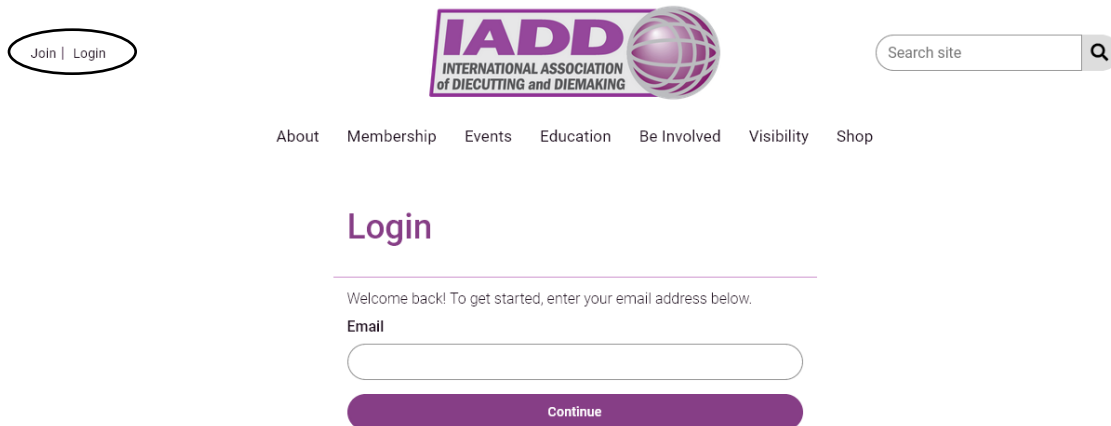 Join | Login
IADD
INTERNATIONAL ASSOCIATION
of DIECUTTING and DIEMAKING
Search site
About Membership Events Education Be Involved Visibility Shop
Login
Welcome back! To get started, enter your email address below.
Email
Continue